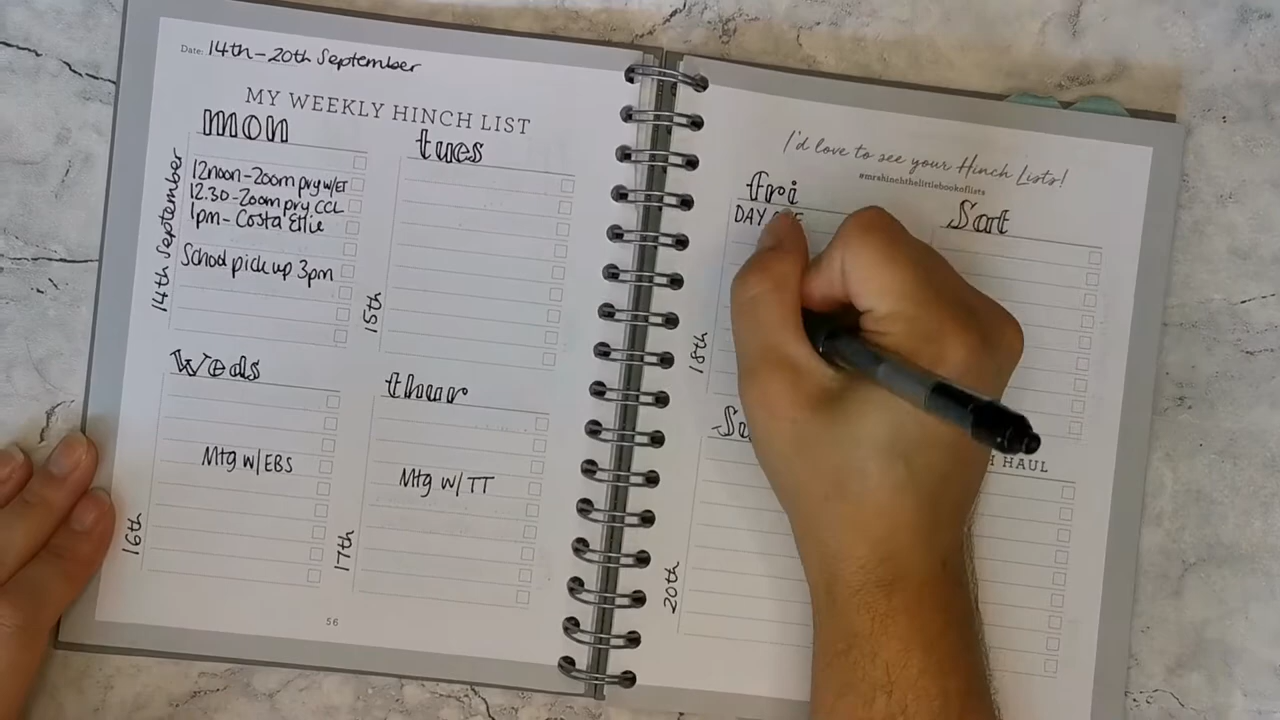 Date: 14th-20th September
MY WEEKLY HINCH LIST
mon
12noon-Zoom pry w/ET
12.30-Zoom pry CCL
1pm- Costa Ellie
School pick up 3pm
14th September
tues
15th
Weds
Mtg w/EBS
16th
thur
Mtg w/TT
17th
56
I'd love to see your Hinch Lists!
#mrshinchthelittlebookoflists
fri
DAY
18th
Sat
20th
HAUL